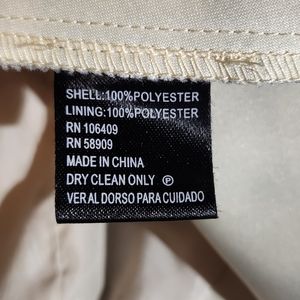 SHELL:100%POLYESTER
LINING:100%POLYESTER
RN 106409
RN 58909
MADE IN CHINA
DRY CLEAN ONLY Ⓟ
VER AL DORSO PARA CUIDADO